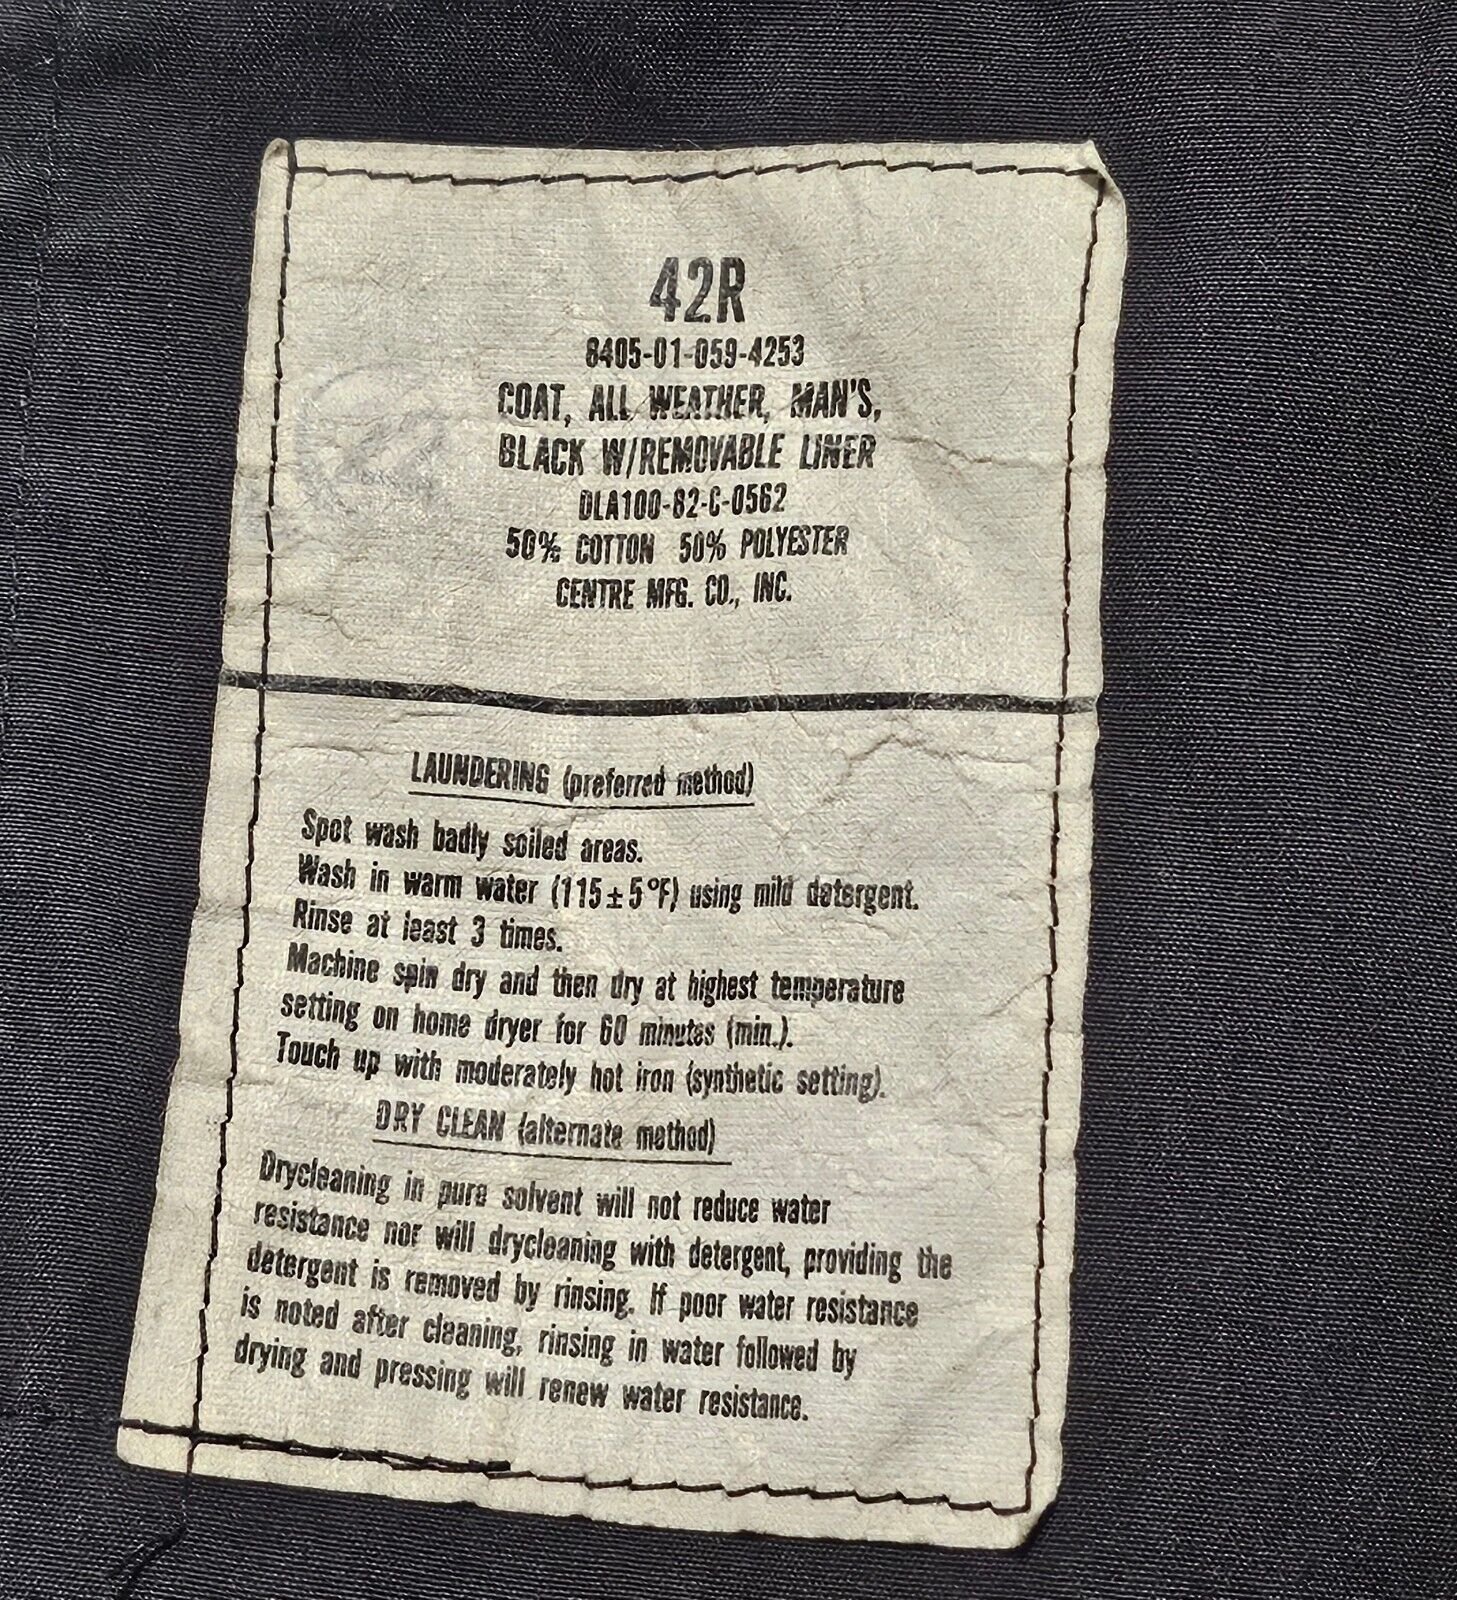 42R
8405-01-059-4253
COAT, ALL WEATHER, MAN'S,
BLACK W/REMOVABLE LINER
DLA100-82-C-0562
50% COTTON 50% POLYESTER
CENTRE MFG. CO., INC.
LAUNDERING (preferred method)
Spot wash badly soiled areas.
Wash in warm water (115±5°F) using mild detergent.
Rinse at least 3 times.
Machine spin dry and then dry at highest temperature
setting on home dryer for 60 minutes (min.).
Touch up with moderately hot iron (synthetic setting).
DRY CLEAN (alternate method)
Drycleaning in pure solvent will not reduce water
resistance nor will drycleaning with detergent, providing the
detergent is removed by rinsing. If poor water resistance
is noted after cleaning, rinsing in water followed by
drying and pressing will renew water resistance.